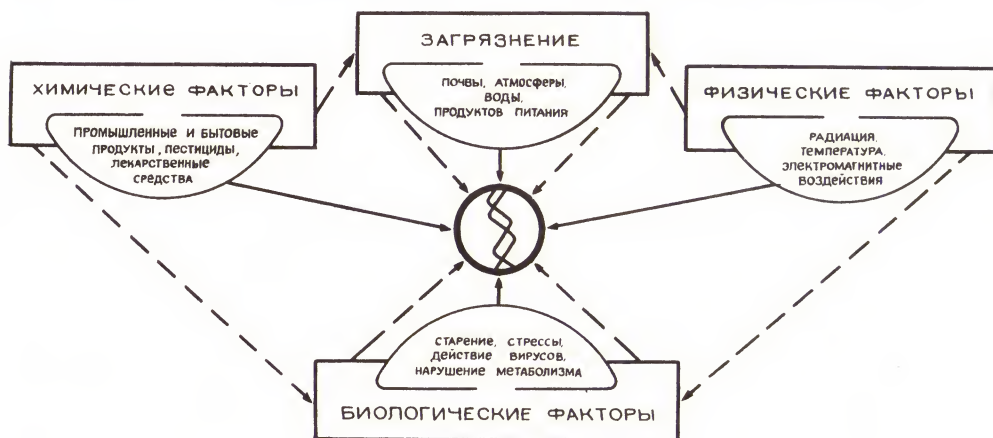 ЗАГРЯЗНЕНИЕ
ПОЧВЫ, АТМОСФЕРЫ,
ВОДЫ,
ПРОДУКТОВ ПИТАНИЯ
ХИМИЧЕСКИЕ ФАКТОРЫ
ПРОМЫШЛЕННЫЕ И БЫТОВЫЕ
ПРОДУКТЫ, ПЕСТИЦИДЫ,
ЛЕКАРСТВЕННЫЕ
СРЕДСТВА
ФИЗИЧЕСКИЕ ФАКТОРЫ
РАДИАЦИЯ,
ТЕМПЕРАТУРА,
ЭЛЕКТРОМАГНИТНЫЕ
ВОЗДЕЙСТВИЯ
СТАРЕНИЕ, СТРЕССЫ,
ДЕЙСТВИЕ ВИРУСОВ,
НАРУШЕНИЕ МЕТАБОЛИЗМА
БИОЛОГИЧЕСКИЕ ФАКТОРЫ